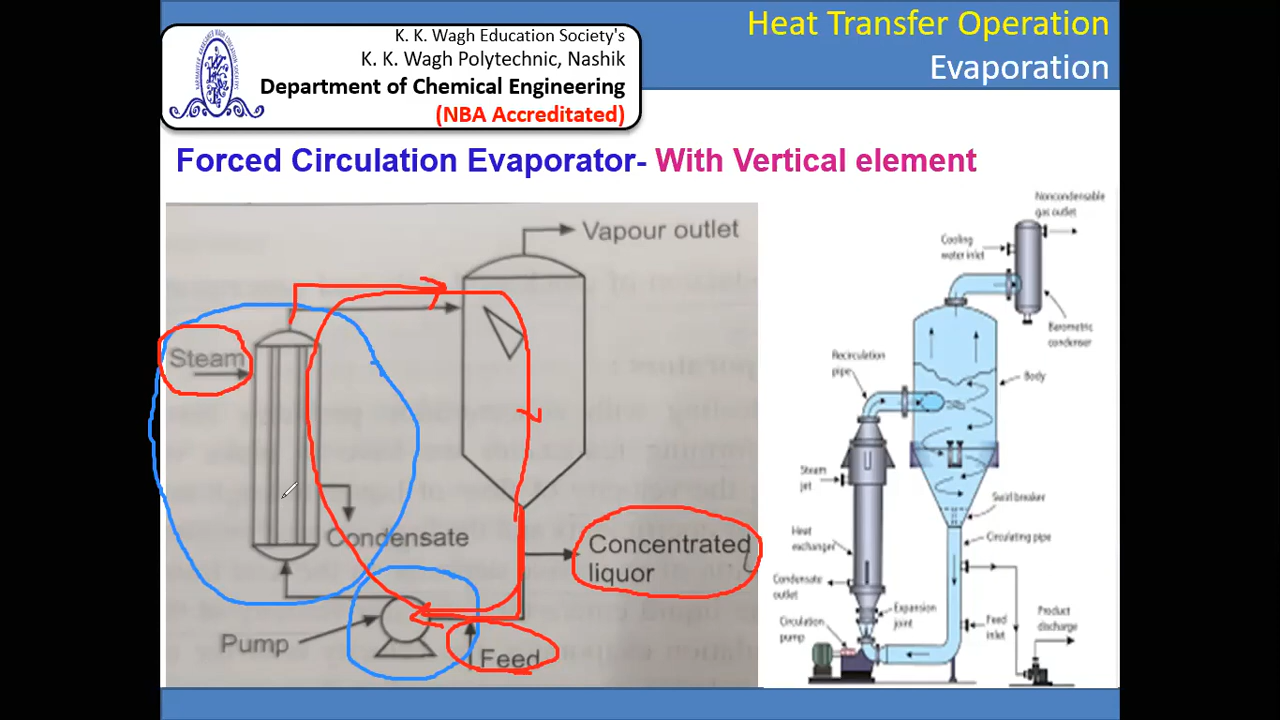 K. K. Wagh Education Society's
K. K. Wagh Polytechnic, Nashik
Department of Chemical Engineering
(NBA Accreditated)
Heat Transfer Operation
Evaporation
Forced Circulation Evaporator- With Vertical element
Vapour outlet
Steam
Condensate
Concentrated
liquor
Pump
Feed
Noncondensable
gas outlet
Cooling
water inlet
Barometric
condenser
Recirculation
pipe
Body
Steam
jet
Swirl breaker
Circulating pipe
Heat
exchanger
Condensate
outlet
Expansion
joint
Circulation
pump
Feed
inlet
Product
discharge